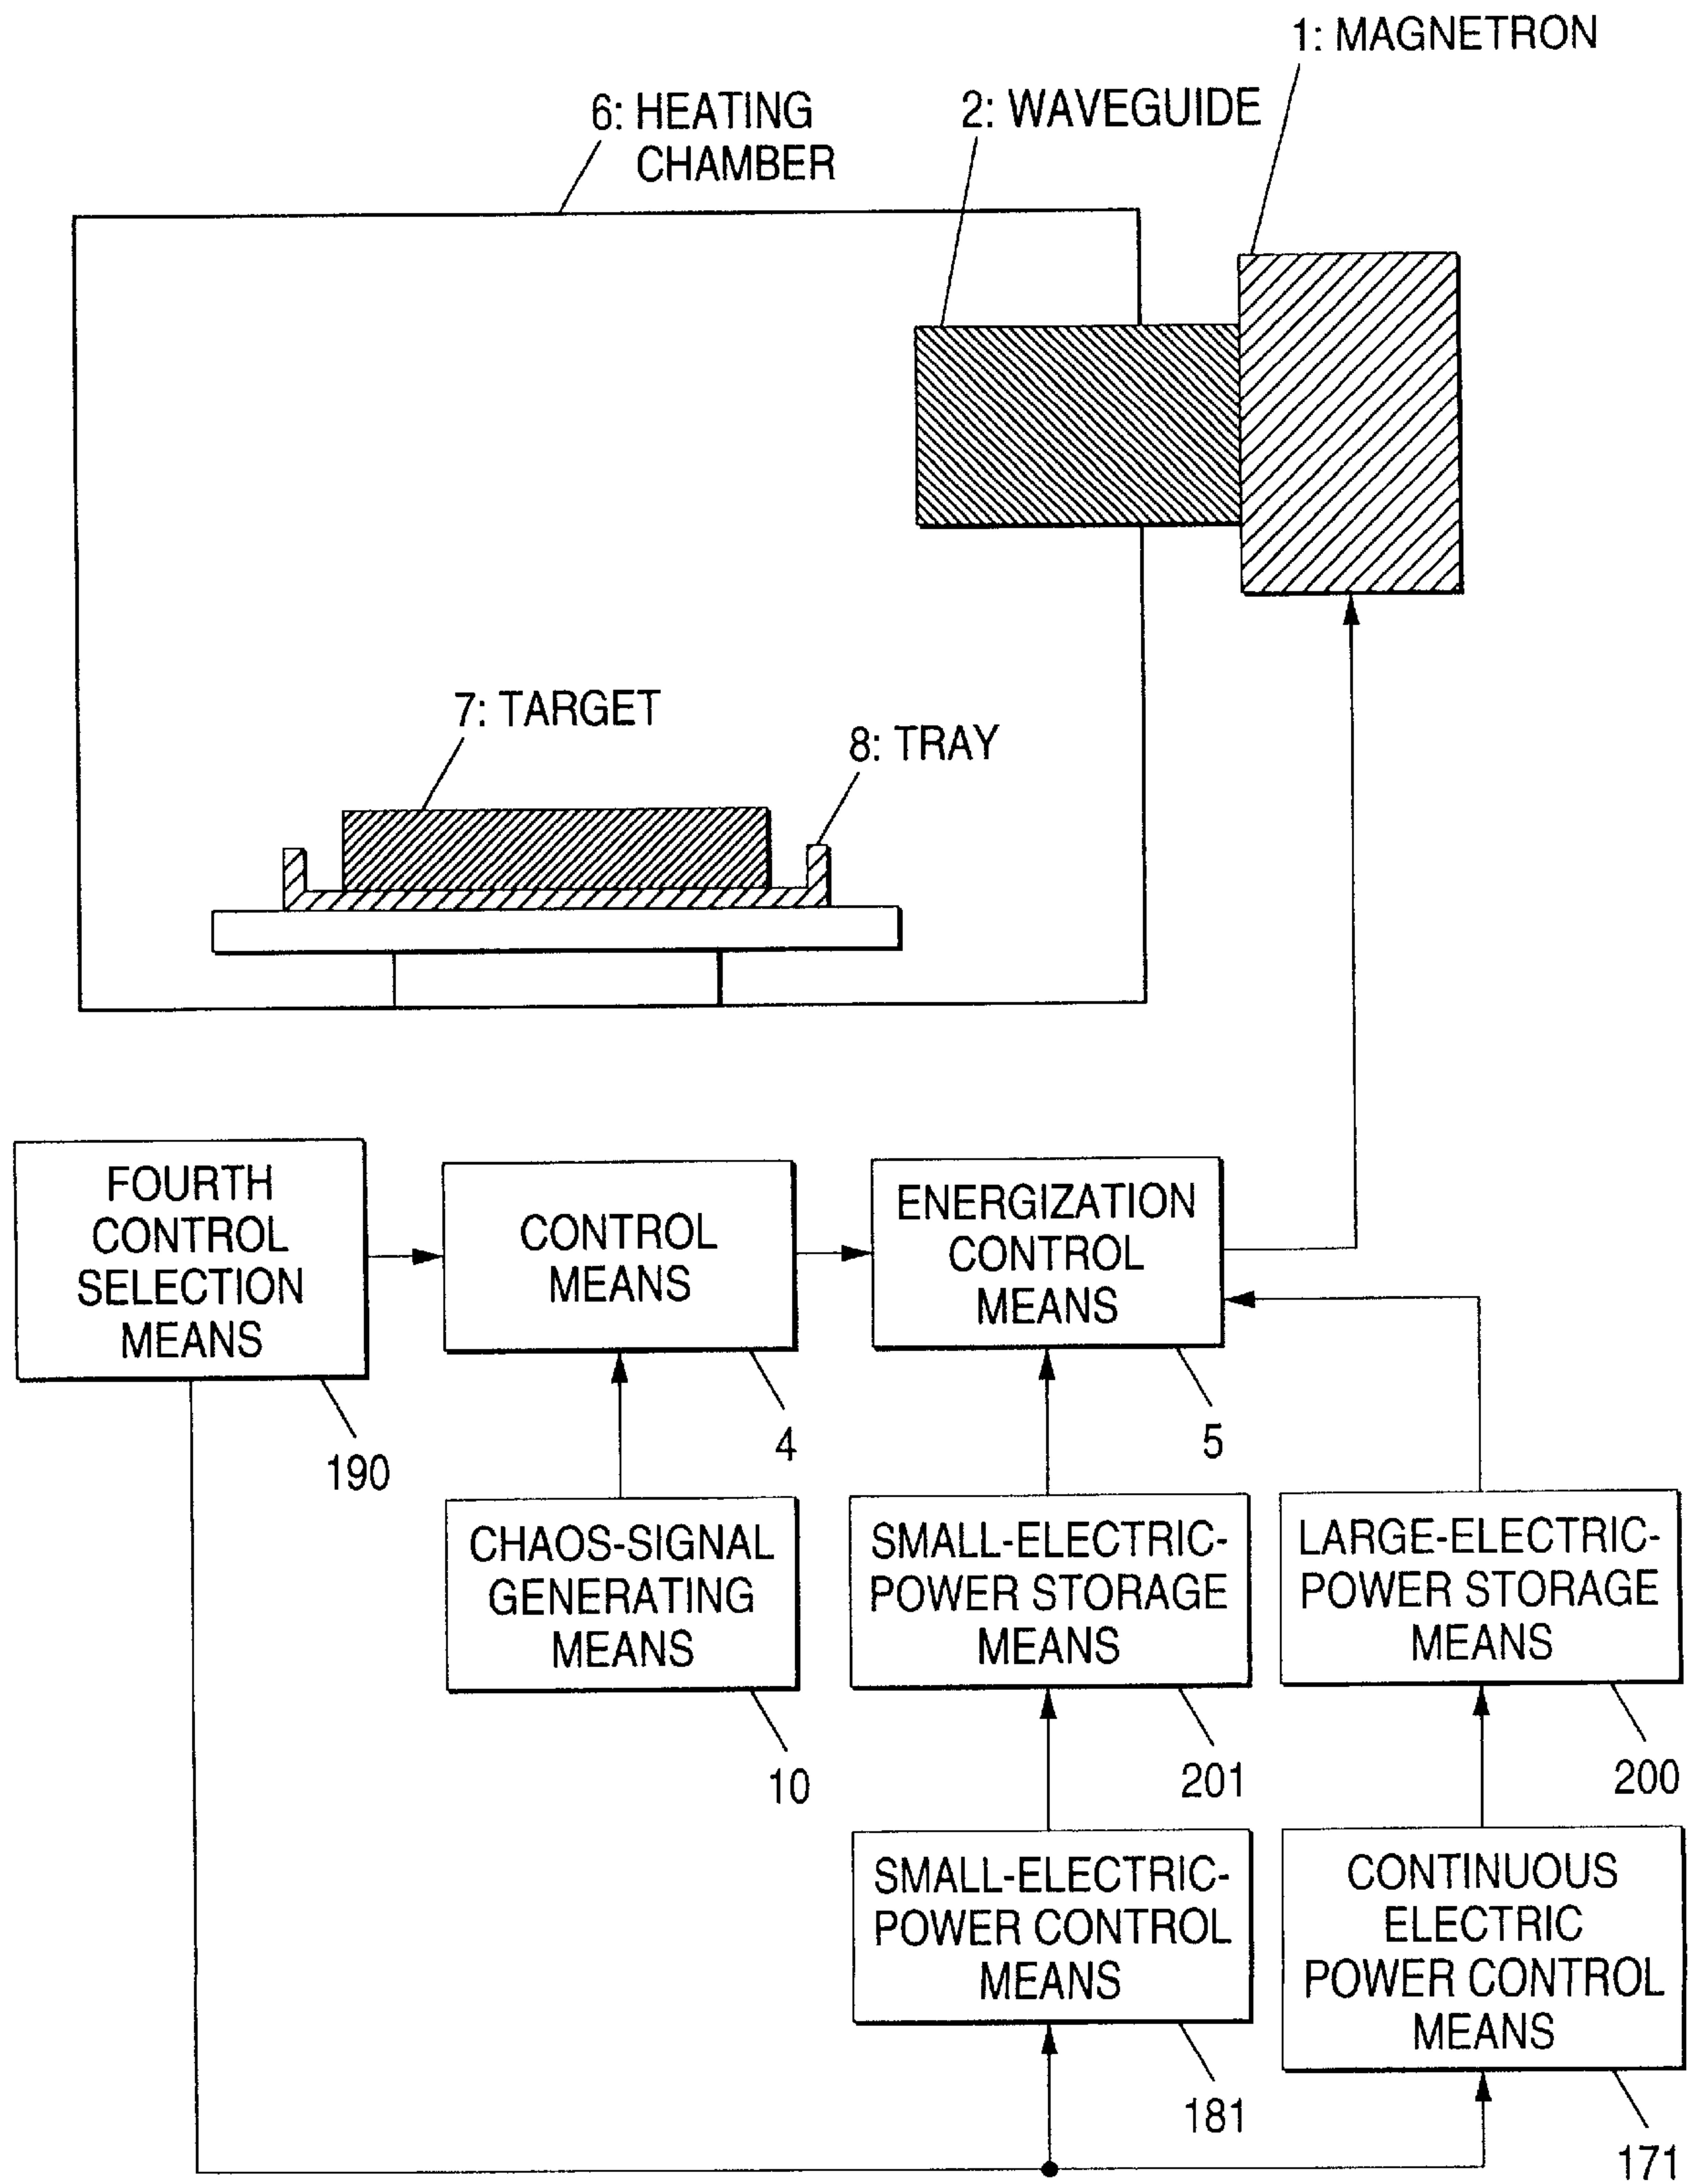 1: MAGNETRON
2: WAVEGUIDE
6: HEATING
CHAMBER
7: TARGET
8: TRAY
FOURTH
CONTROL
SELECTION
MEANS
190
CONTROL
MEANS
4
ENERGIZATION
CONTROL
MEANS
5
CHAOS-SIGNAL
GENERATING
MEANS
10
SMALL-ELECTRIC-
POWER STORAGE
MEANS
201
LARGE-ELECTRIC-
POWER STORAGE
MEANS
200
SMALL-ELECTRIC-
POWER CONTROL
MEANS
181
CONTINUOUS
ELECTRIC
POWER CONTROL
MEANS
171